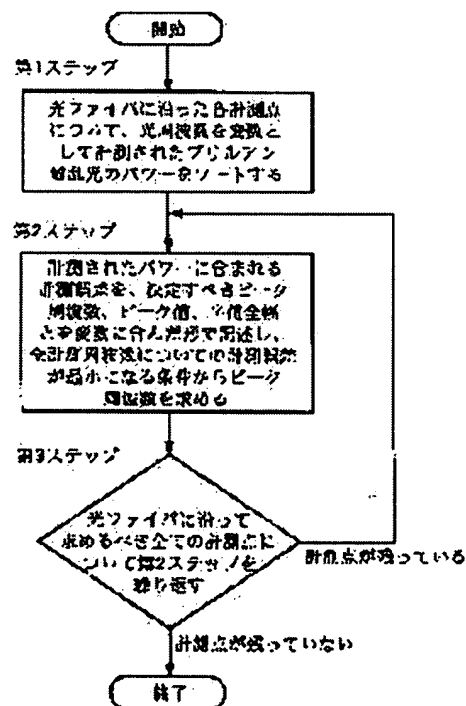 開始
第1ステップ
光ファイバに沿った各計測点
について、光周波数を変数と
して計測されたブリルアン
散乱光のパワーをソートする
第2ステップ
計測されたパワーに含まれる
計測誤差を、決定すべきピーク
周波数、ピーク値、半値全幅
とを変数に含んだ形で記述し、
全計測周波数についての計測誤差
が最小になる条件からピーク
周波数を求める
第3ステップ
光ファイバに沿って
求めるべき全ての計測点に
ついて第2ステップを
繰り返す
計測点が残っている
計測点が残っていない
終了